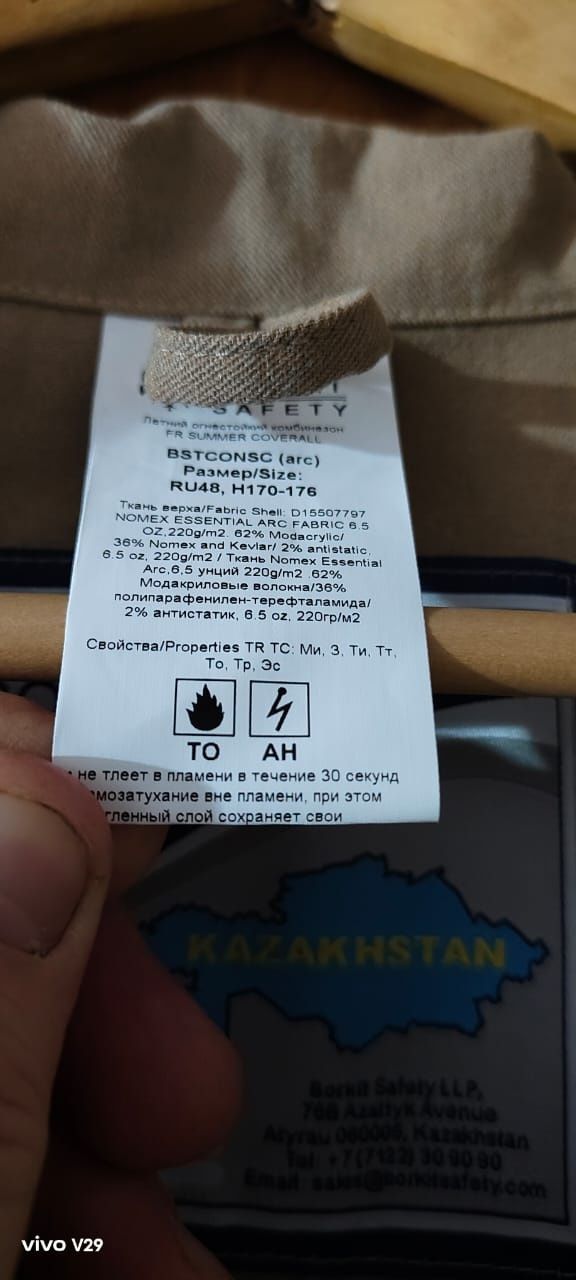 SAFETY
Летний огнестойкий комбинезон
FR SUMMER COVERALL
BSTCONSC (arc)
Размер/Size:
RU48, H170-176
Ткань верха/Fabric Shell: D15507797
NOMEX ESSENTIAL ARC FABRIC 6.5
OZ,220g/m2. 62% Modacrylic/
36% Nomex and Kevlar/ 2% antistatic,
6.5 oz, 220g/m2 / Ткань Nomex Essential
Arc,6,5 унций 220g/m2 ,62%
Модакриловые волокна/36%
полипарафенилен-терефталамида/
2% антистатик, 6.5 oz, 220гр/м2
Свойства/Properties TR TC: Ми, З, Ти, Тт,
То, Тр, Эс
ТО АН
не тлеет в пламени в течение 30 секунд
вне пламени, при этом
слой сохраняет свои
KAZAKHSTAN
Borkit Safety LLP,
76B Azattyk Avenue
Atyrau 060005, Kazakhstan
Tel: +7 (7122) 30 90 90
Email: sales@borkitsafety.com
vivo V29